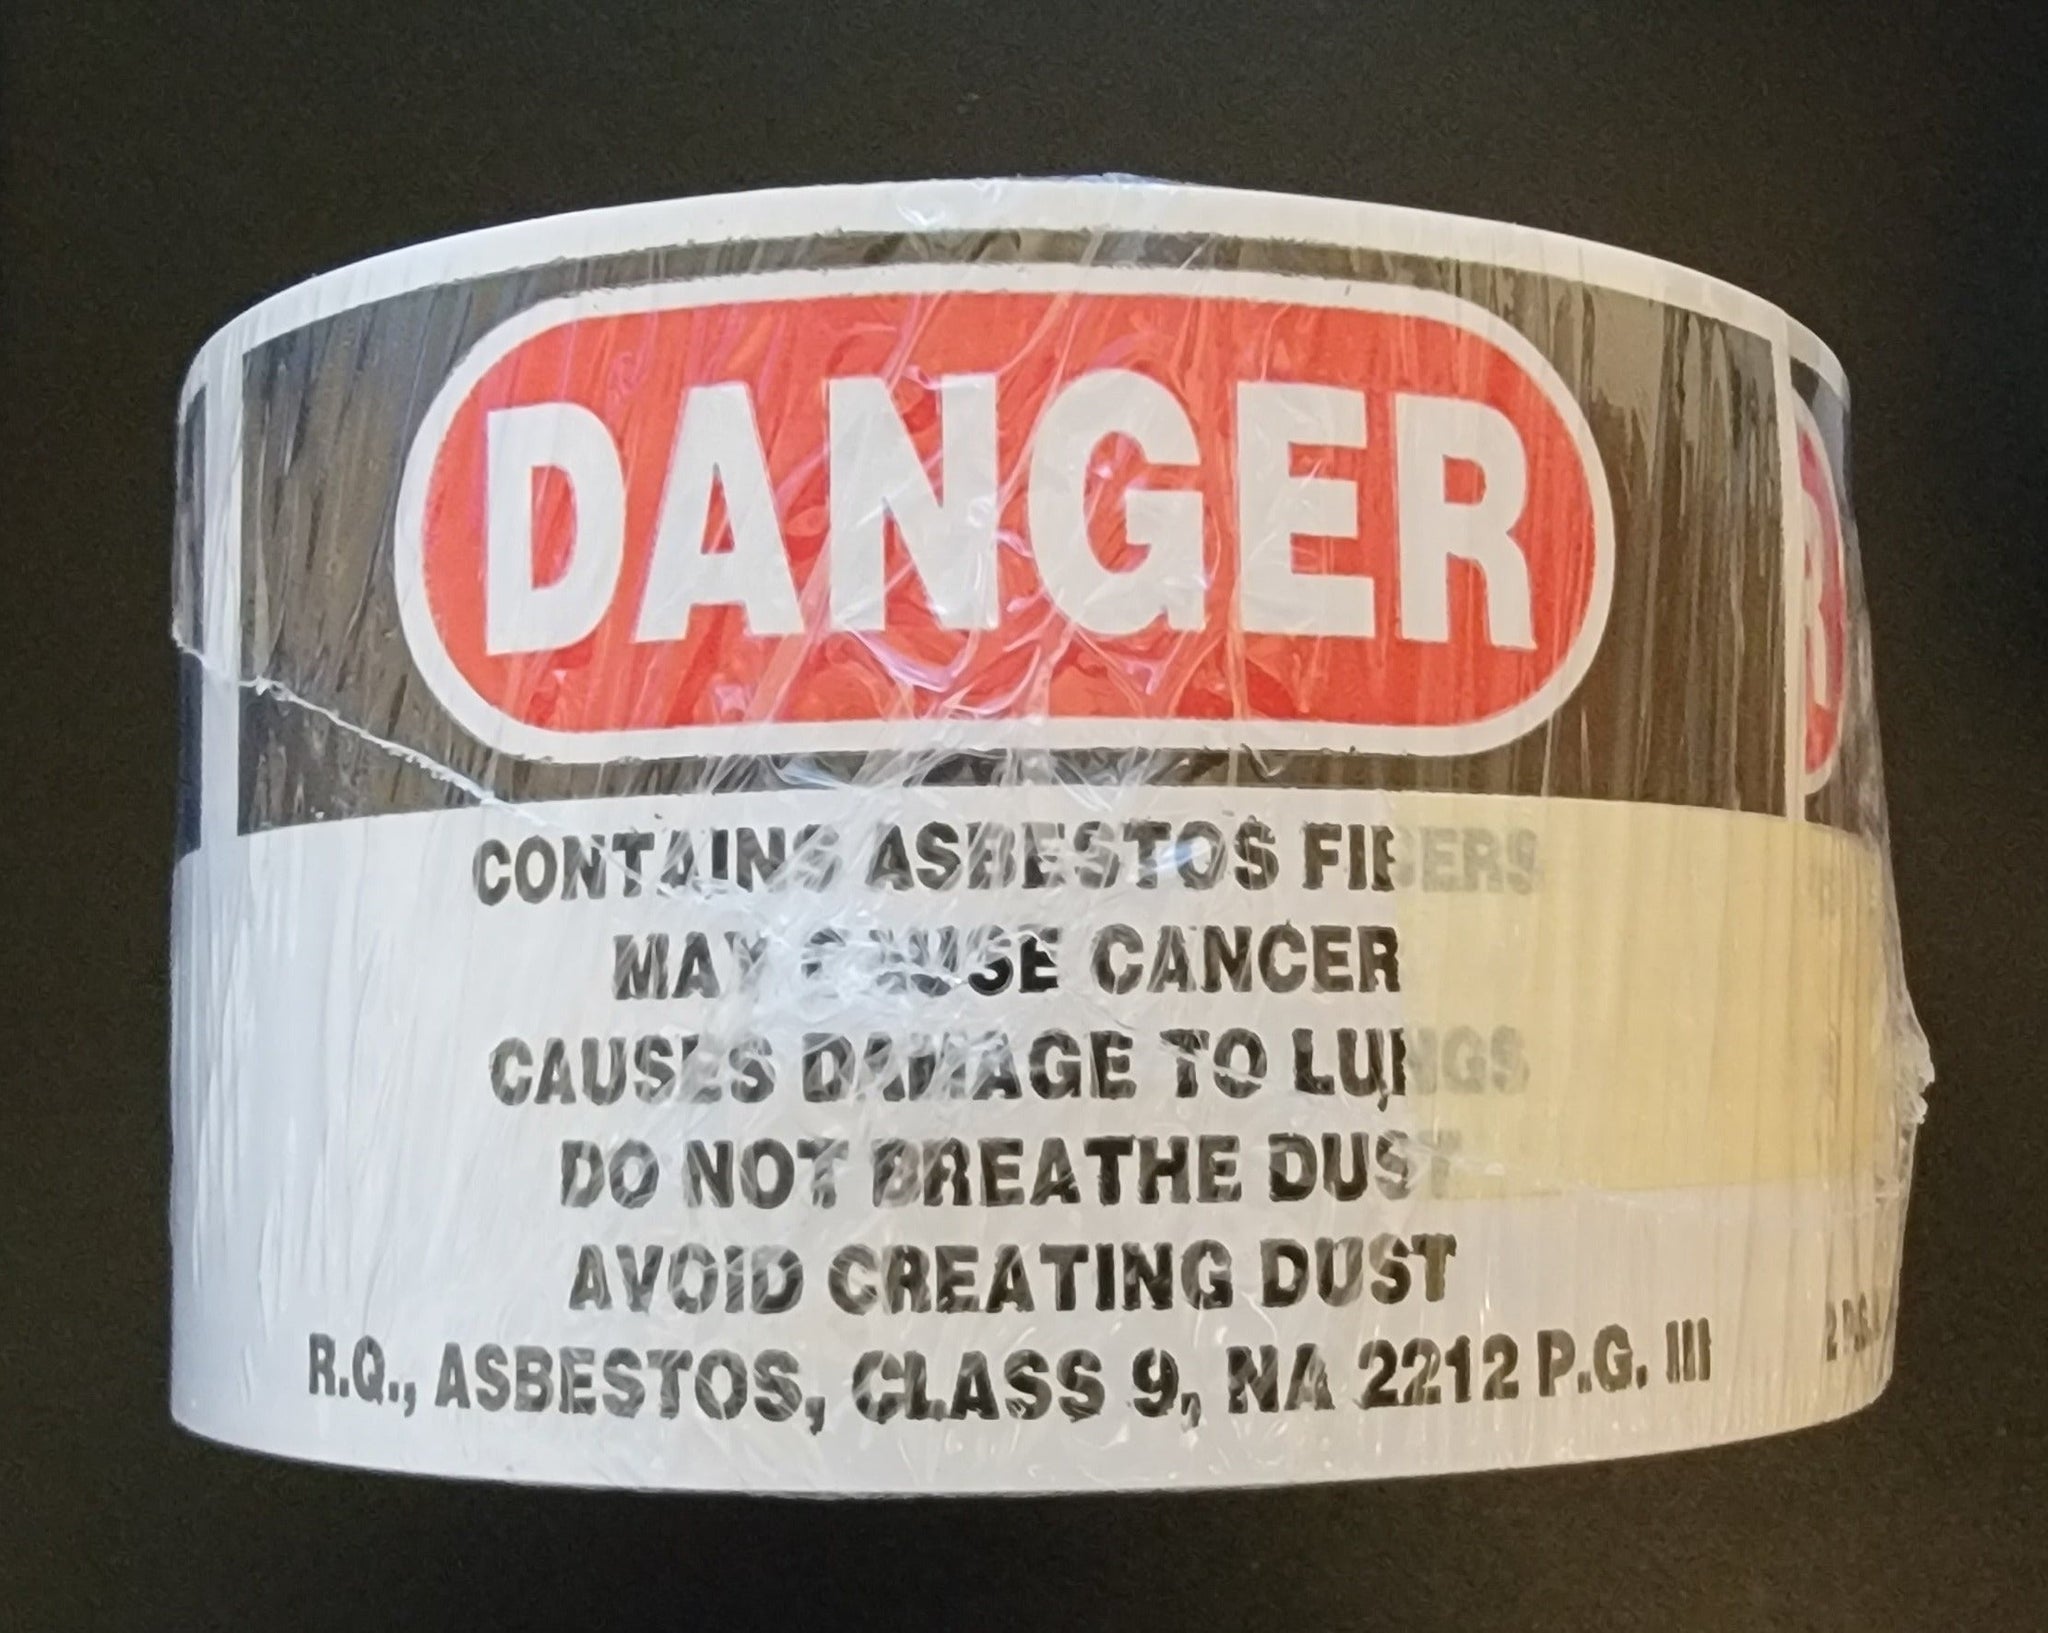 DANGER
CONTAINS ASBESTOS FIBERS
MAY CAUSE CANCER
CAUSES DAMAGE TO LUNGS
DO NOT BREATHE DUST
AVOID CREATING DUST
R.Q., ASBESTOS, CLASS 9, NA 2212 P.G. III